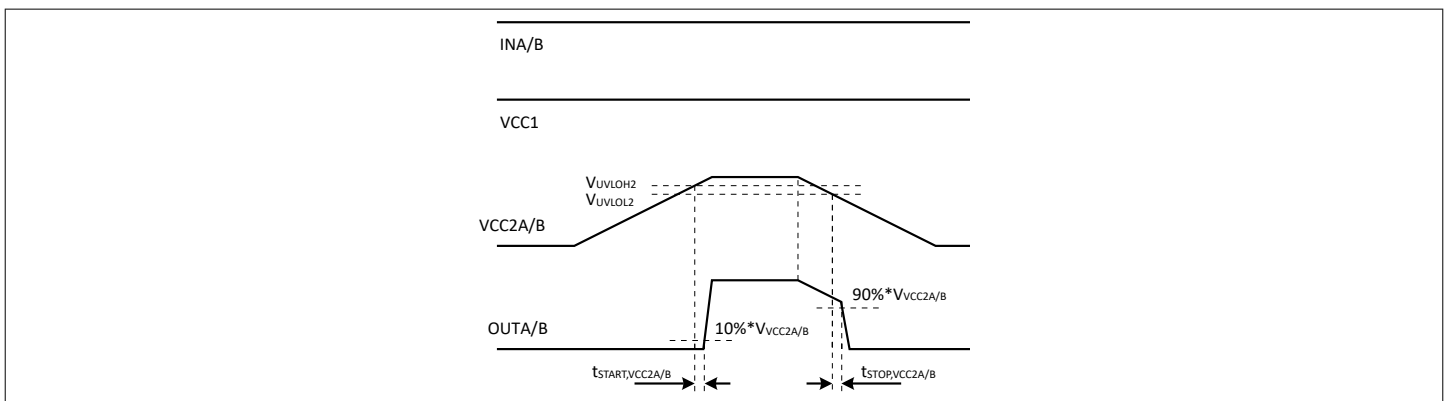 INA/B
VCC1
VUVLOH2
VUVLOL2
VCC2A/B
90%*VVCC2A/B
OUTA/B
10%*VVCC2A/B
tSTART,VCC2A/B
tSTOP,VCC2A/B